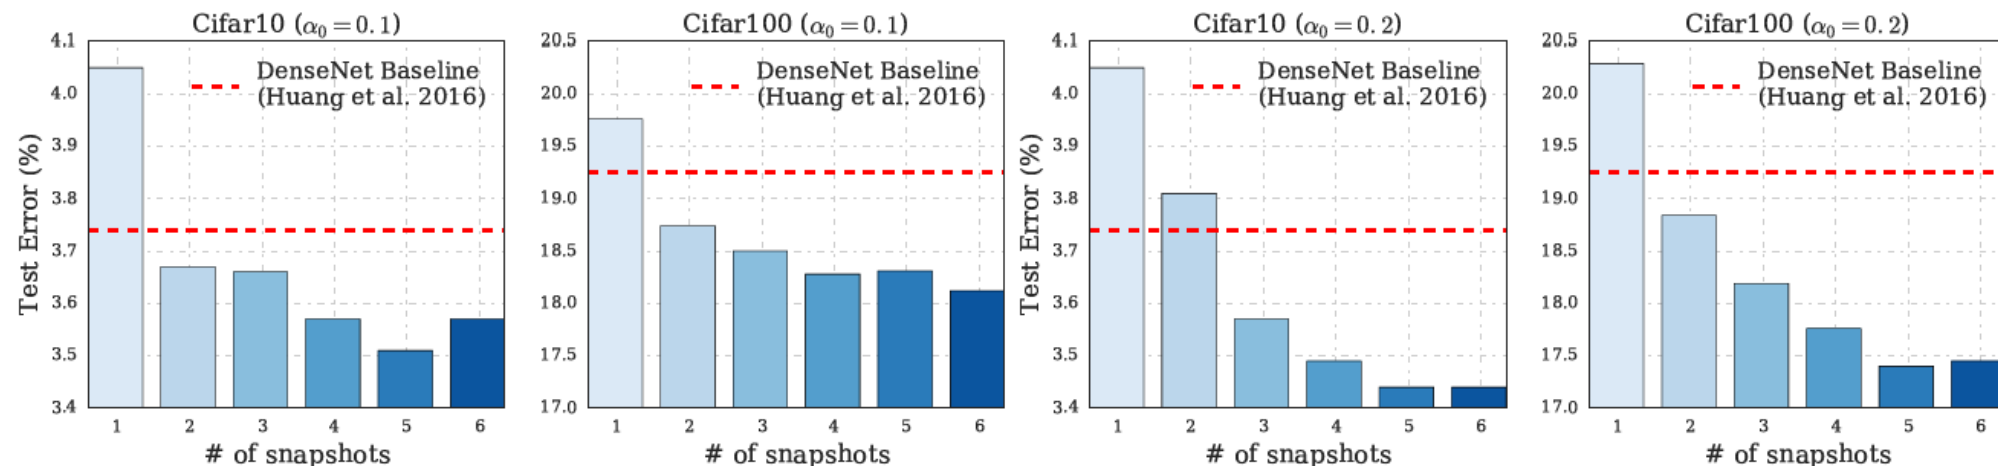 Cifar10 (α₀ = 0.1)
4.1
4.0
3.9
3.8
3.7
3.6
3.5
3.4
Test Error (%)
DenseNet Baseline
(Huang et al. 2016)
1 2 3 4 5 6
# of snapshots
Cifar100 (α₀ = 0.1)
20.5
20.0
19.5
19.0
18.5
18.0
17.5
17.0
DenseNet Baseline
(Huang et al. 2016)
1 2 3 4 5 6
# of snapshots
Cifar10 (α₀ = 0.2)
4.1
4.0
3.9
3.8
3.7
3.6
3.5
3.4
Test Error (%)
DenseNet Baseline
(Huang et al. 2016)
1 2 3 4 5 6
# of snapshots
Cifar100 (α₀ = 0.2)
20.5
20.0
19.5
19.0
18.5
18.0
17.5
17.0
DenseNet Baseline
(Huang et al. 2016)
1 2 3 4 5 6
# of snapshots